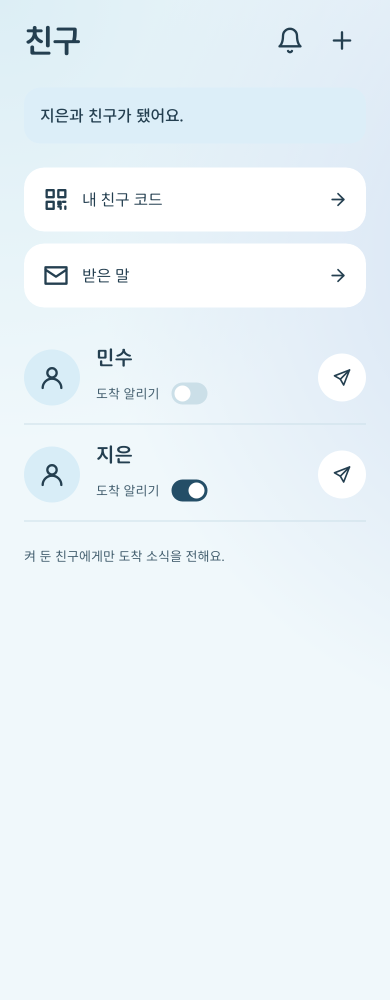 친구
지은과 친구가 됐어요.
내 친구 코드
받은 말
민수
도착 알리기
지은
도착 알리기
켜 둔 친구에게만 도착 소식을 전해요.